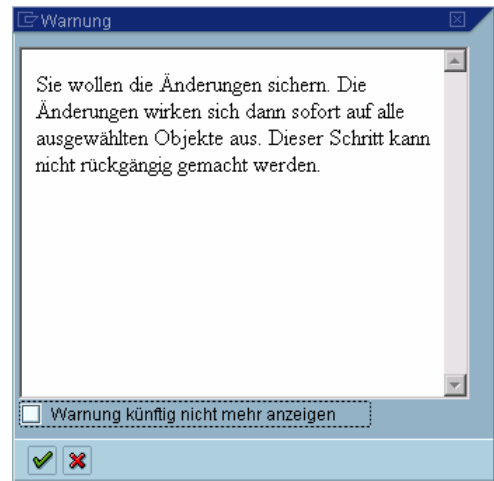 Warnung
Sie wollen die Änderungen sichern. Die
Änderungen wirken sich dann sofort auf alle
ausgewählten Objekte aus. Dieser Schritt kann
nicht rückgängig gemacht werden.
Warnung künftig nicht mehr anzeigen